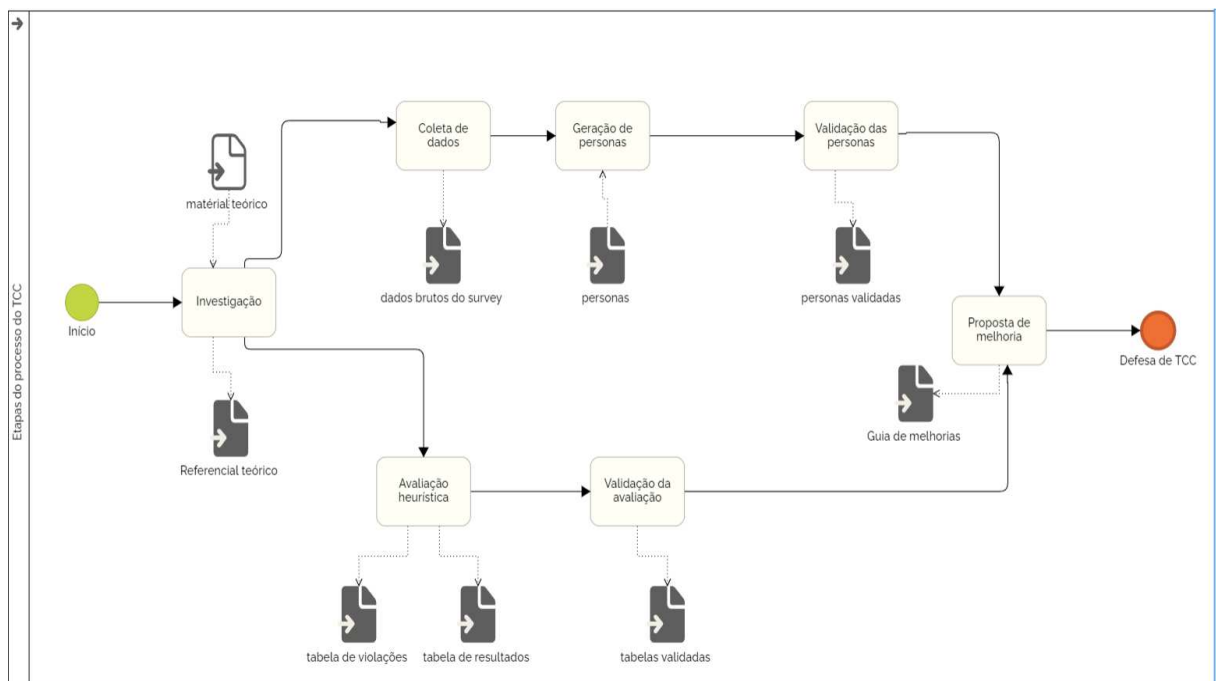 Etapas do processo do TCC
Coleta de
dados
Geração de
personas
Validação das
personas
matérial teórico
dados brutos do survey
personas
personas validadas
Investigação
Início
Proposta de
melhoria
Defesa de TCC
Guia de melhorias
Referencial teórico
Avaliação
heurística
Validação da
avaliação
tabela de violações
tabela de resultados
tabelas validadas